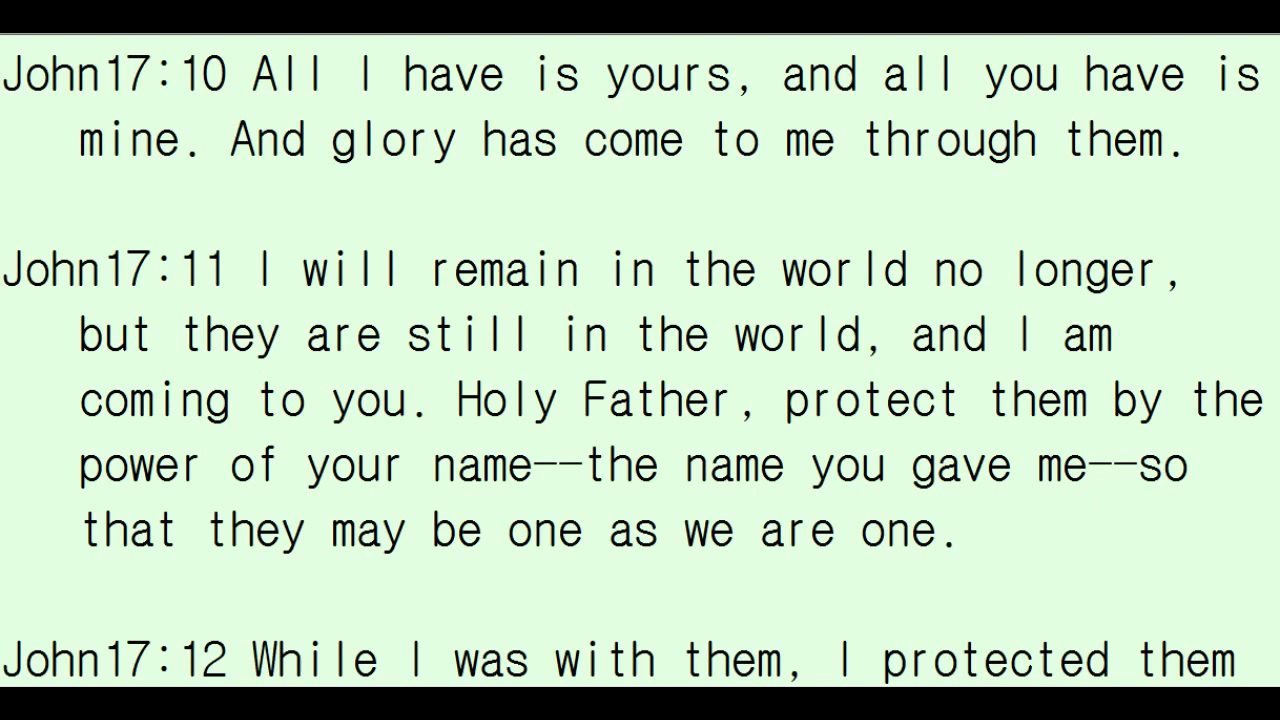 John17:10 All I have is yours, and all you have is
mine. And glory has come to me through them.
John17:11 I will remain in the world no longer,
but they are still in the world, and I am
coming to you. Holy Father, protect them by the
power of your name--the name you gave me--so
that they may be one as we are one.
John17:12 While I was with them, I protected them